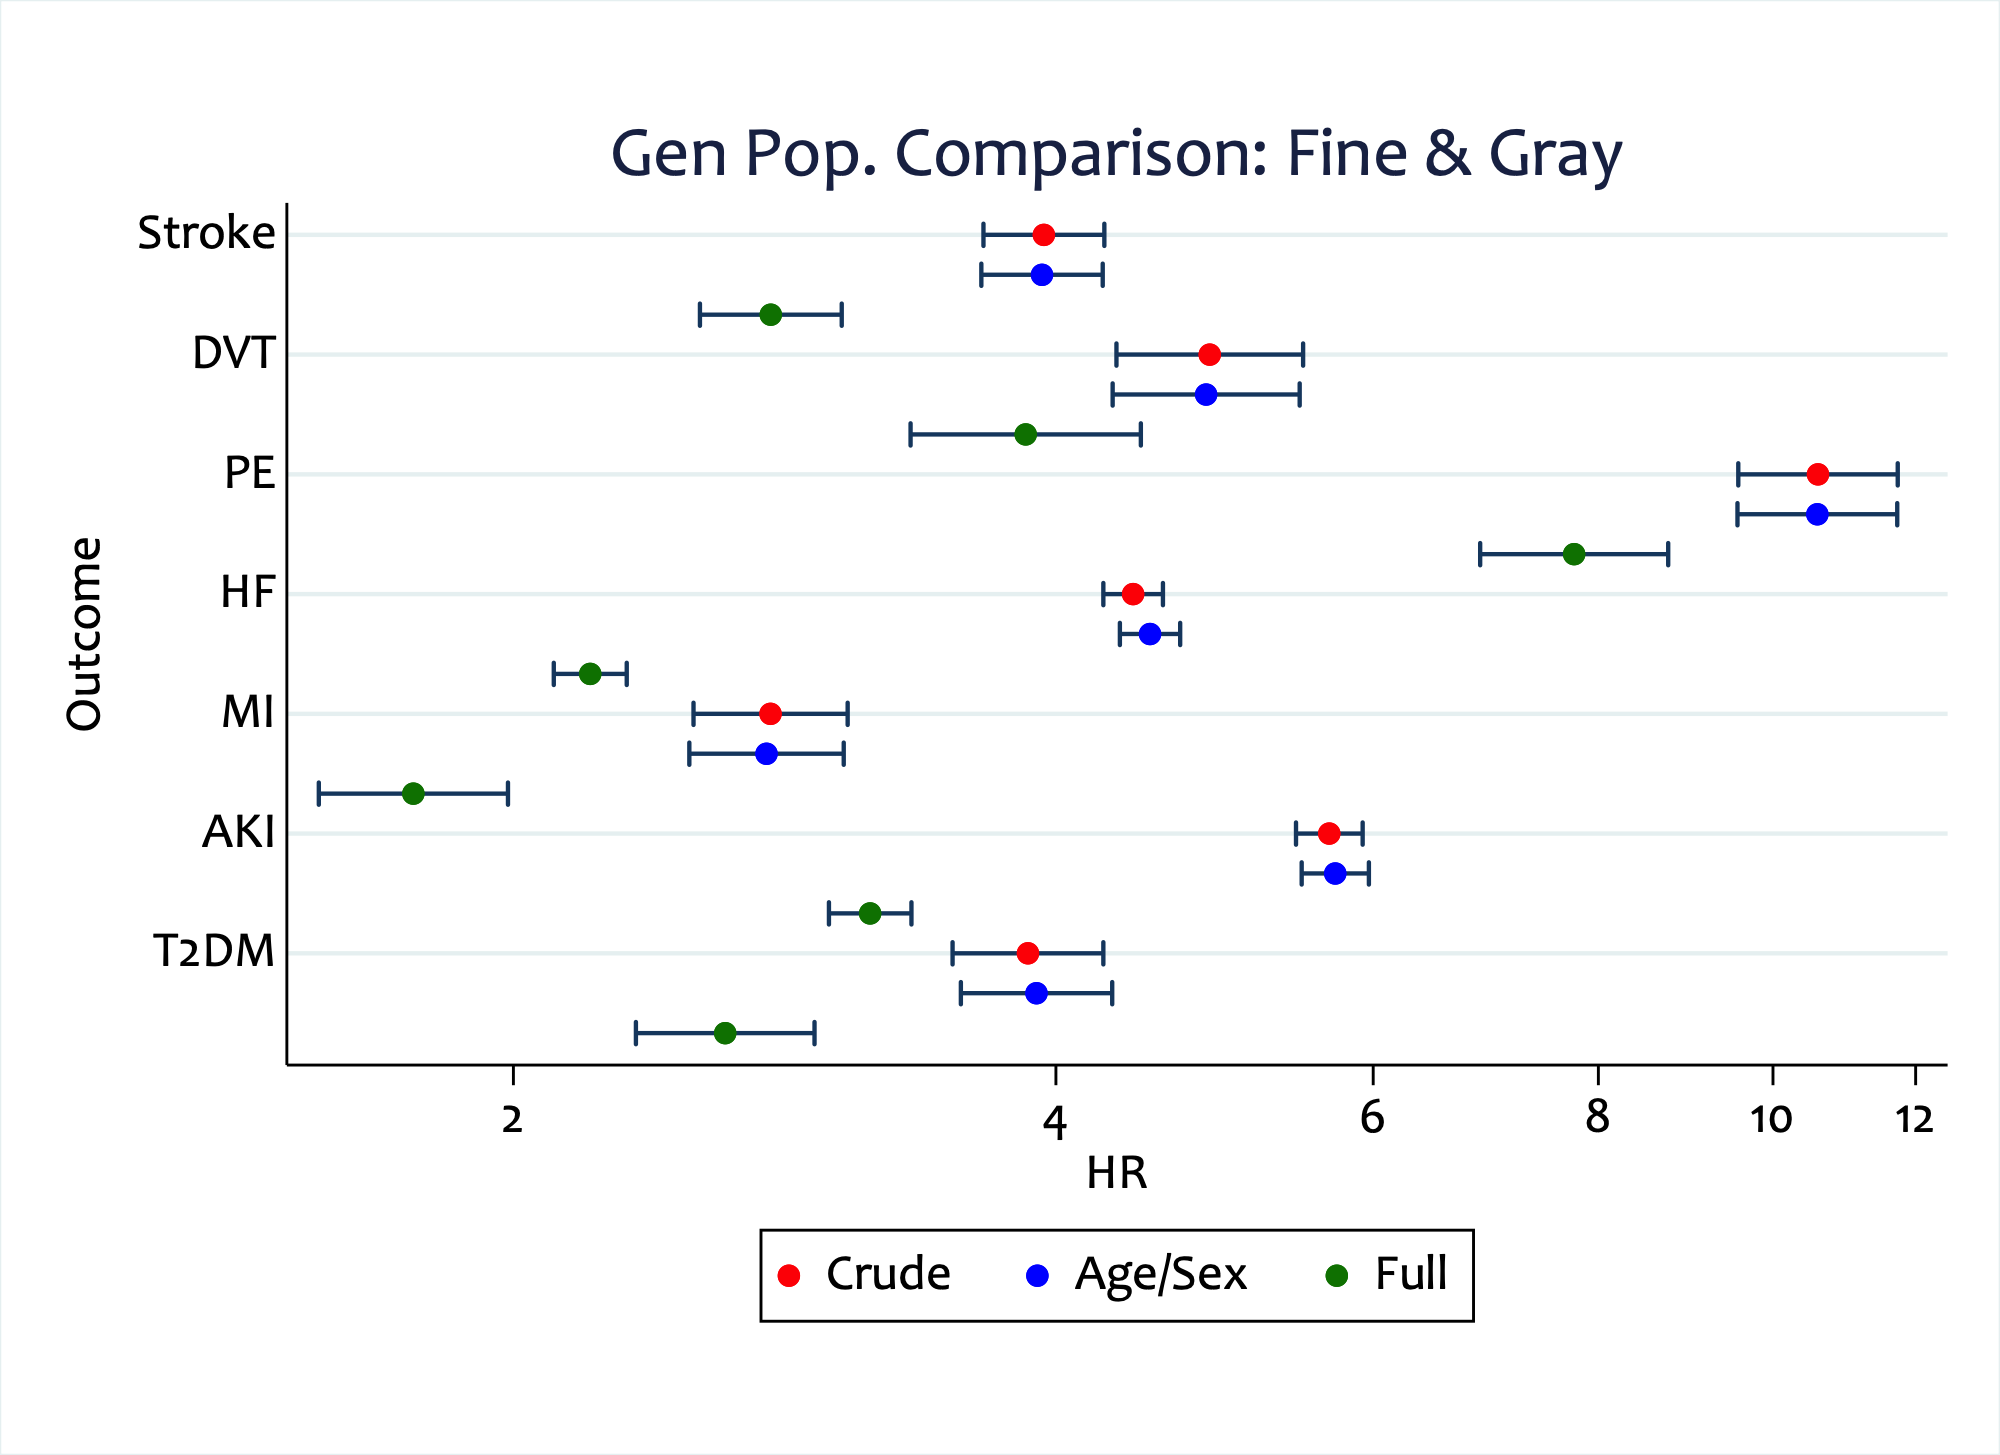 Gen Pop. Comparison: Fine & Gray
Stroke
DVT
PE
HF
MI
AKI
T2DM
Outcome
2 4 6 8 10 12
HR
Crude Age/Sex Full